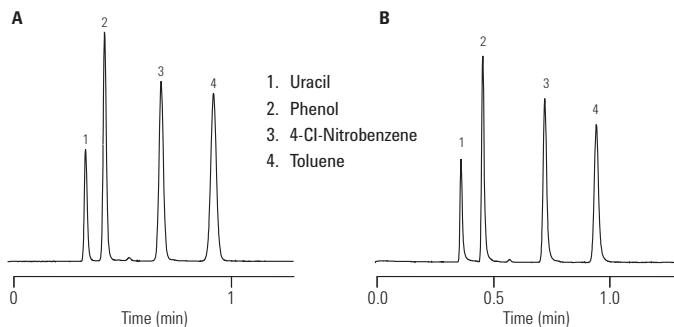 A
1
2
3
4
0
1
Time (min)
1. Uracil
2. Phenol
3. 4-Cl-Nitrobenzene
4. Toluene
B
1
2
3
4
0.0
0.5
1.0
Time (min)